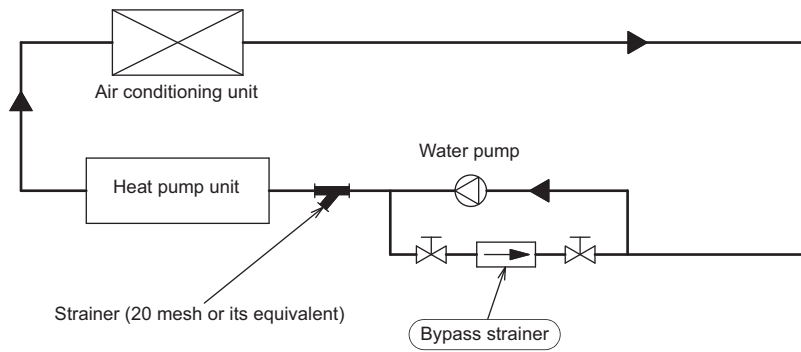 Air conditioning unit
Water pump
Heat pump unit
Strainer (20 mesh or its equivalent)
Bypass strainer